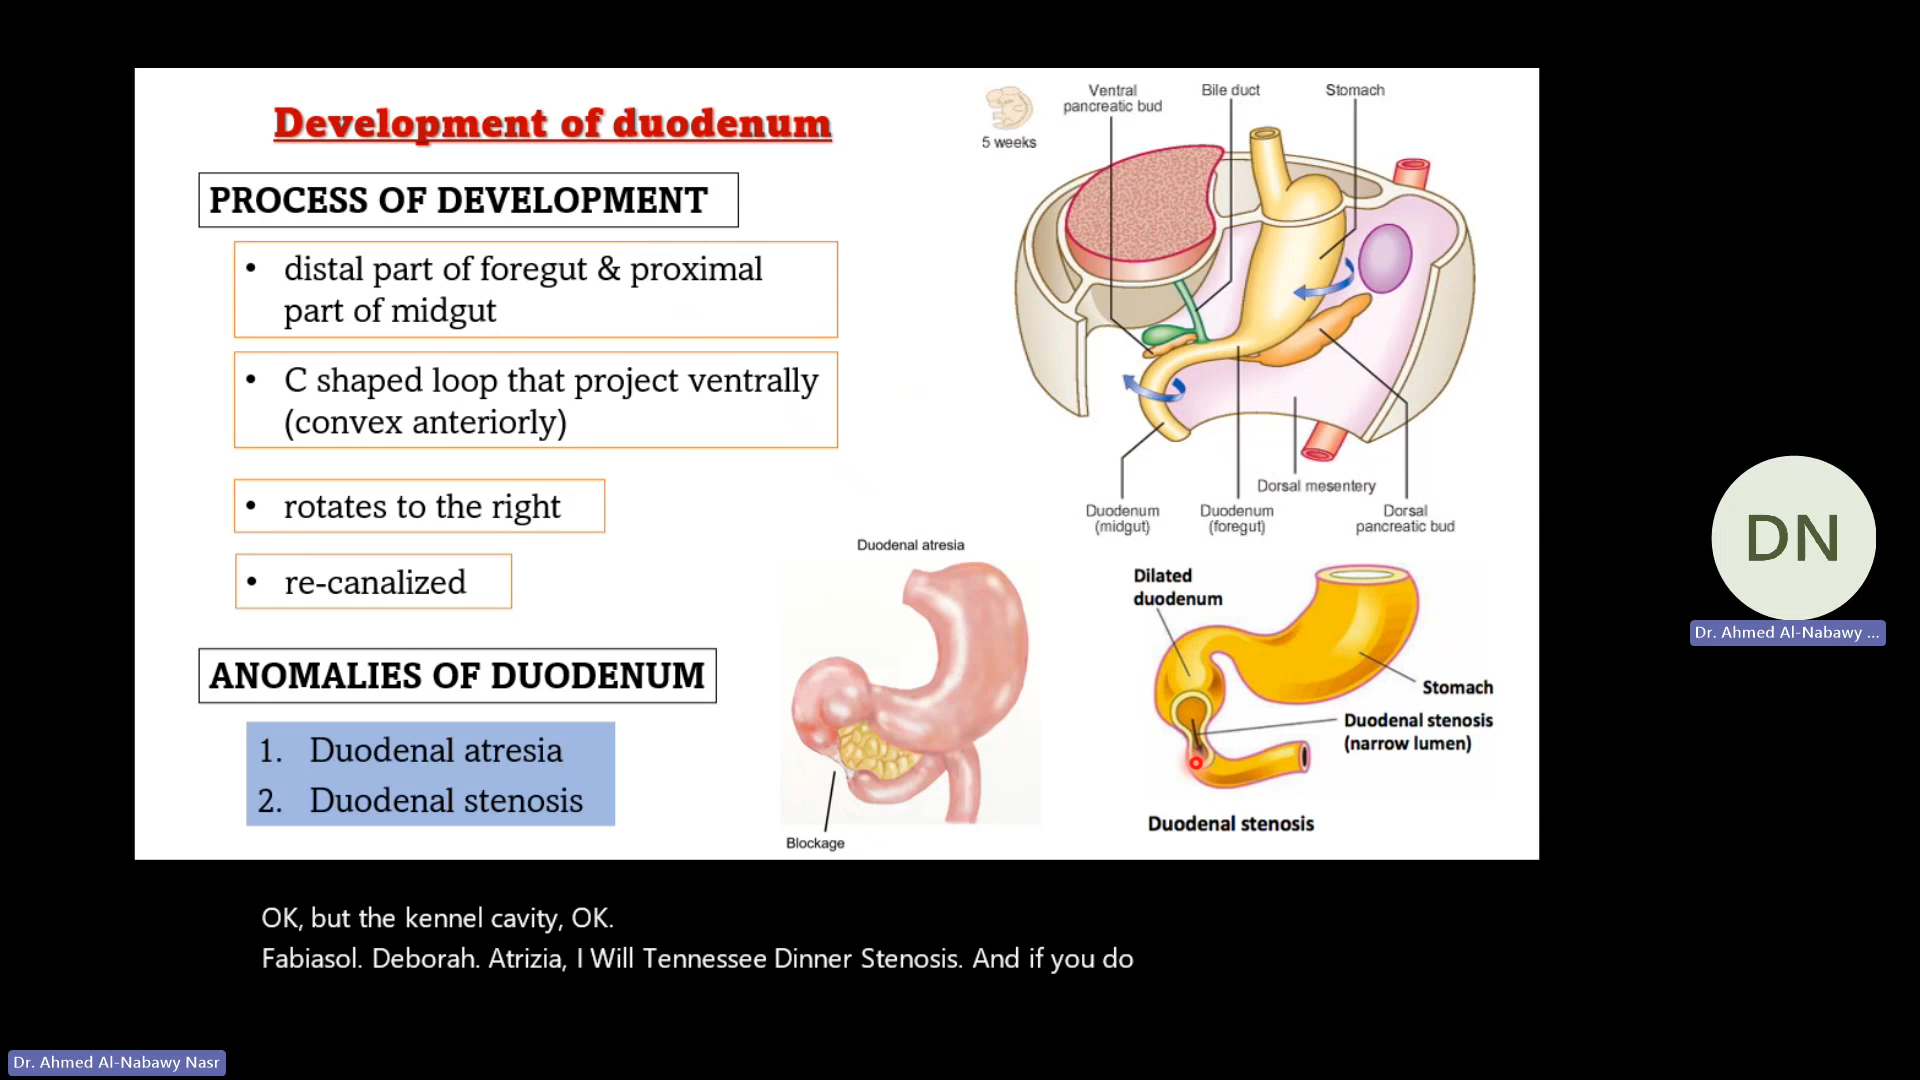 Development of duodenum
PROCESS OF DEVELOPMENT
• distal part of foregut & proximal
part of midgut
• C shaped loop that project ventrally
(convex anteriorly)
• rotates to the right
• re-canalized
ANOMALIES OF DUODENUM
1. Duodenal atresia
2. Duodenal stenosis
5 weeks
Ventral
pancreatic bud
Bile duct
Stomach
Dorsal mesentery
Duodenum
(midgut)
Duodenum
(foregut)
Dorsal
pancreatic bud
Duodenal atresia
Blockage
Dilated
duodenum
Stomach
Duodenal stenosis
(narrow lumen)
Duodenal stenosis
DN
Dr. Ahmed Al-Nabawy ...
OK, but the kennel cavity, OK.
Fabiasol. Deborah. Atrizia, I Will Tennessee Dinner Stenosis. And if you do
Dr. Ahmed Al-Nabawy Nasr